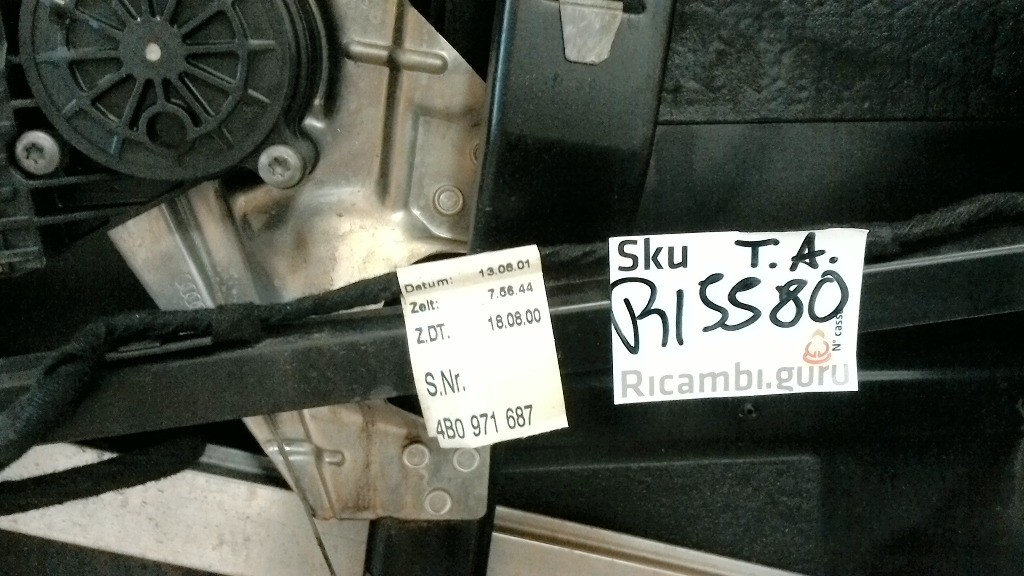 Datum: 13.06.01
Zeit: 7.56.44
Z.DT. 18.08.00
S.Nr.
4B0 971 687
Sku T.A.
R15580
N° cass
Ricambi.guru